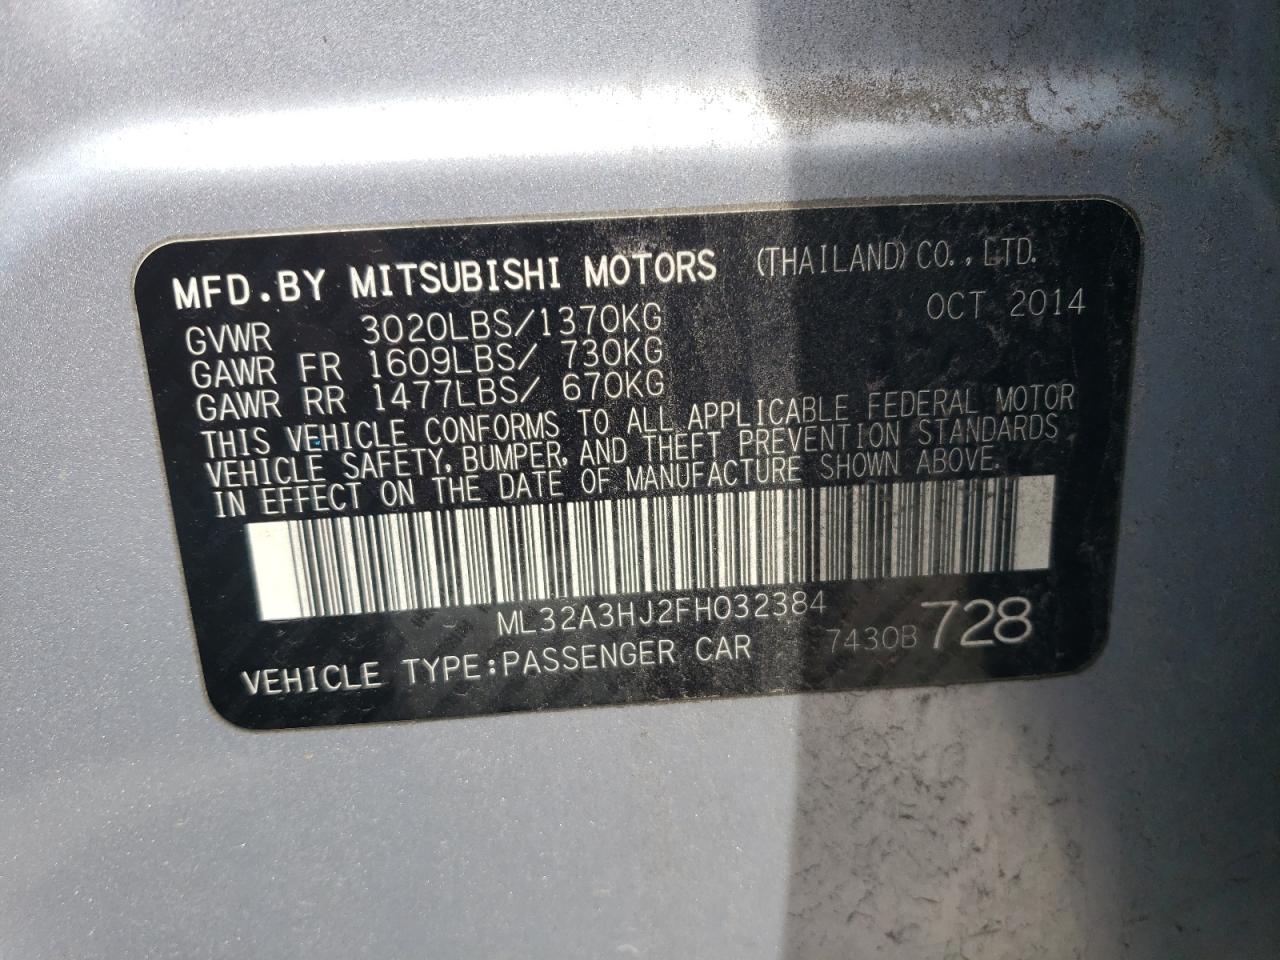 MFD.BY MITSUBISHI MOTORS (THAILAND) CO., LTD.
OCT 2014
GVWR 3020LBS/1370KG
GAWR FR 1609LBS/ 730KG
GAWR RR 1477LBS/ 670KG
THIS VEHICLE CONFORMS TO ALL APPLICABLE FEDERAL MOTOR
VEHICLE SAFETY, BUMPER, AND THEFT PREVENTION STANDARDS
IN EFFECT ON THE DATE OF MANUFACTURE SHOWN ABOVE.
ML32A3HJ2FH032384
VEHICLE TYPE:PASSENGER CAR 7430B 728